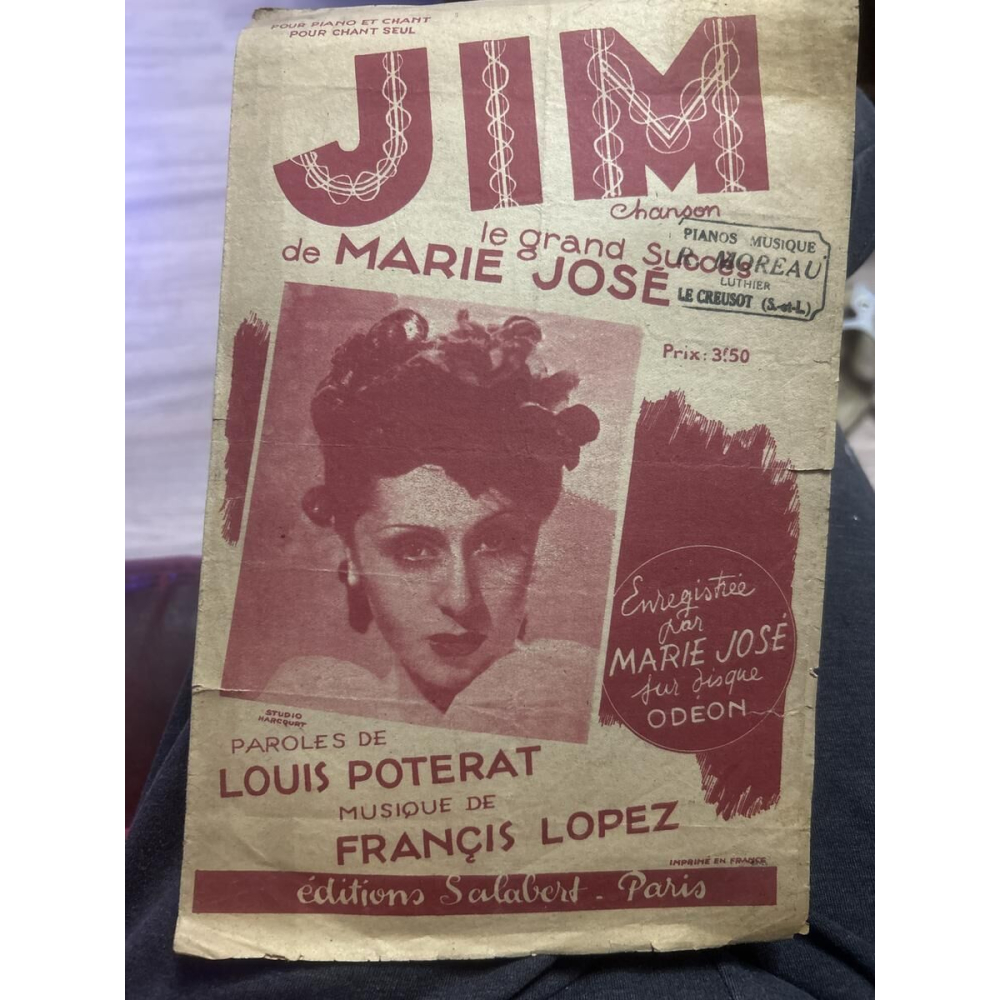 POUR PIANO ET CHANT
POUR CHANT SEUL
JIM
Chanson
le grand Succès
de MARIE JOSÉ
PIANOS MUSIQUE
R. MOREAU
LUTHIER
LE CREUSOT (S.-et-L.)
Prix: 3f50
Enregistrée
par
MARIE JOSÉ
sur disque
ODEON
STUDIO
HARCOURT
PAROLES DE
LOUIS POTERAT
MUSIQUE DE
FRANÇIS LOPEZ
IMPRIMÉ EN FRANCE
éditions Salabert - Paris